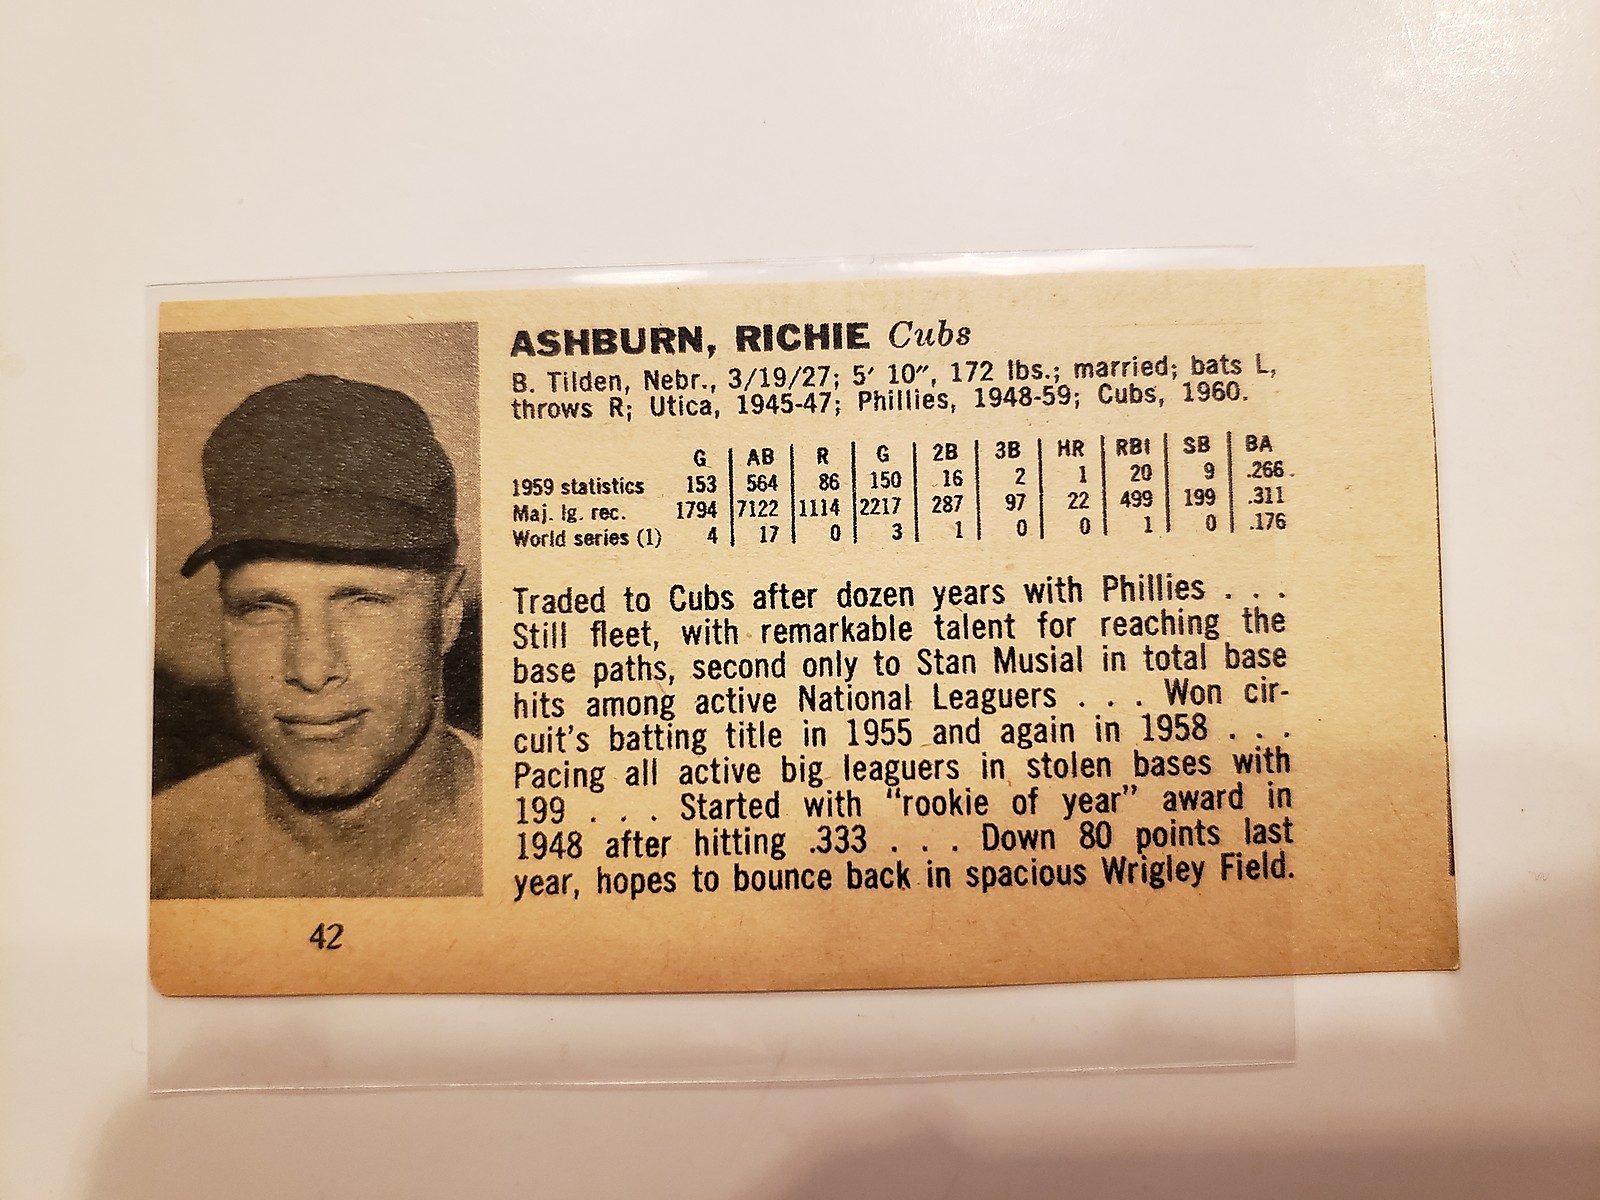 ASHBURN, RICHIE Cubs
B. Tilden, Nebr., 3/19/27; 5′ 10″, 172 lbs.; married; bats L,
throws R; Utica, 1945-47; Phillies, 1948-59; Cubs, 1960.
G AB R G 2B 3B HR RBI SB BA
1959 statistics 153 564 86 150 16 2 1 20 9 .266
Maj. lg. rec. 1794 7122 1114 2217 287 97 22 499 199 .311
World series (1) 4 17 0 3 1 0 0 1 0 .176
Traded to Cubs after dozen years with Phillies . . .
Still fleet, with remarkable talent for reaching the
base paths, second only to Stan Musial in total base
hits among active National Leaguers . . . Won cir-
cuit's batting title in 1955 and again in 1958 . . .
Pacing all active big leaguers in stolen bases with
199 . . . Started with "rookie of year" award in
1948 after hitting .333 . . . Down 80 points last
year, hopes to bounce back in spacious Wrigley Field.
42